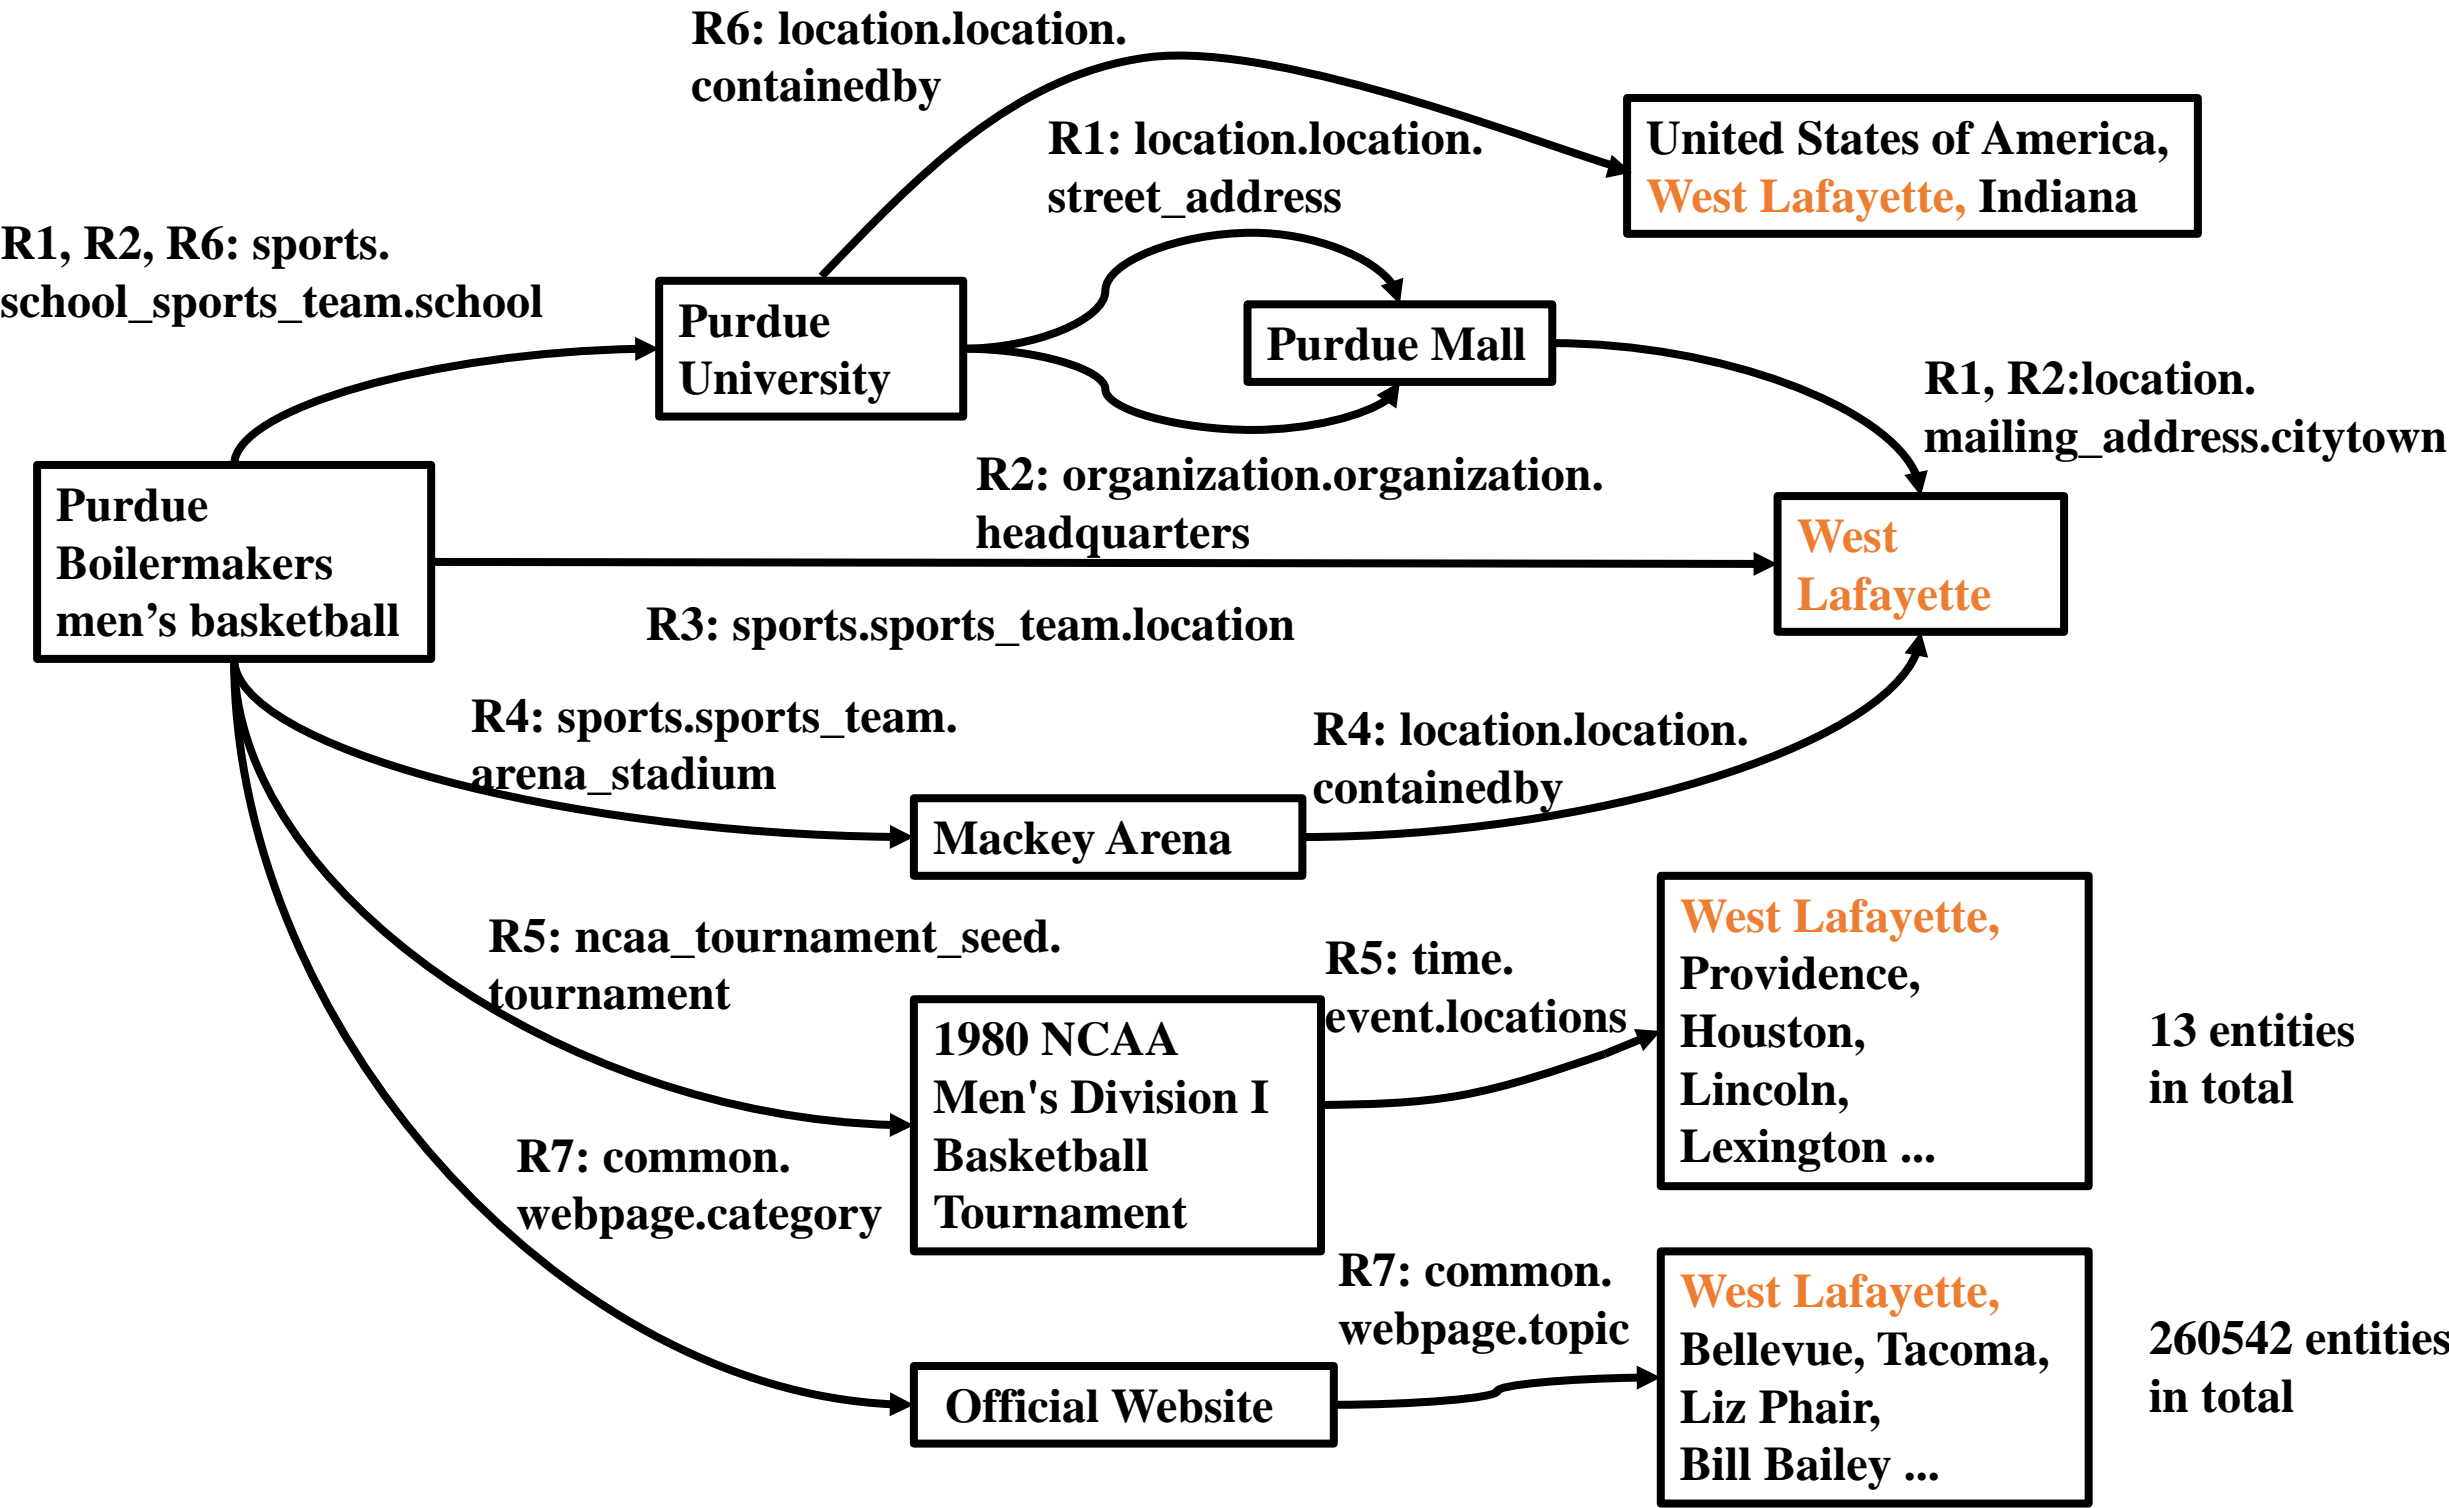 R6: location.location.
containedby
R1: location.location.
street_address
United States of America,
West Lafayette, Indiana
R1, R2, R6: sports.
school_sports_team.school
Purdue
University
Purdue Mall
R1, R2:location.
mailing_address.citytown
R2: organization.organization.
headquarters
Purdue
Boilermakers
men’s basketball
West
Lafayette
R3: sports.sports_team.location
R4: sports.sports_team.
arena_stadium
R4: location.location.
containedby
Mackey Arena
R5: ncaa_tournament_seed.
tournament
R5: time.
event.locations
West Lafayette,
Providence,
Houston,
Lincoln,
Lexington ...
13 entities
in total
1980 NCAA
Men's Division I
Basketball
Tournament
R7: common.
webpage.category
R7: common.
webpage.topic
West Lafayette,
Bellevue, Tacoma,
Liz Phair,
Bill Bailey ...
260542 entities
in total
Official Website